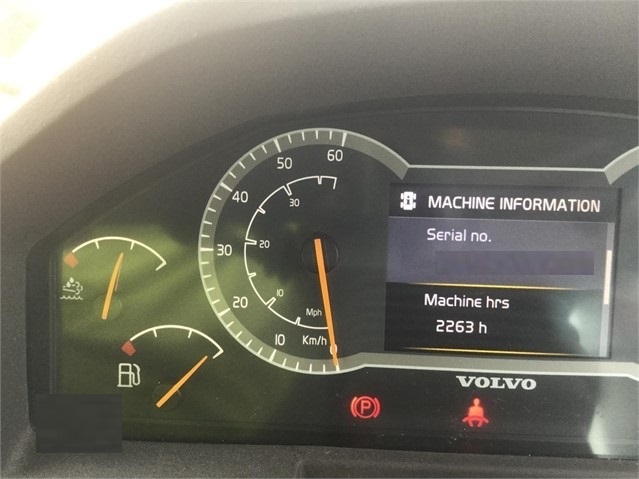 60
50
40
30
30
20
20
10
10
Mph
Km/h
0
MACHINE INFORMATION
Serial no.
Machine hrs
2263 h
VOLVO
P